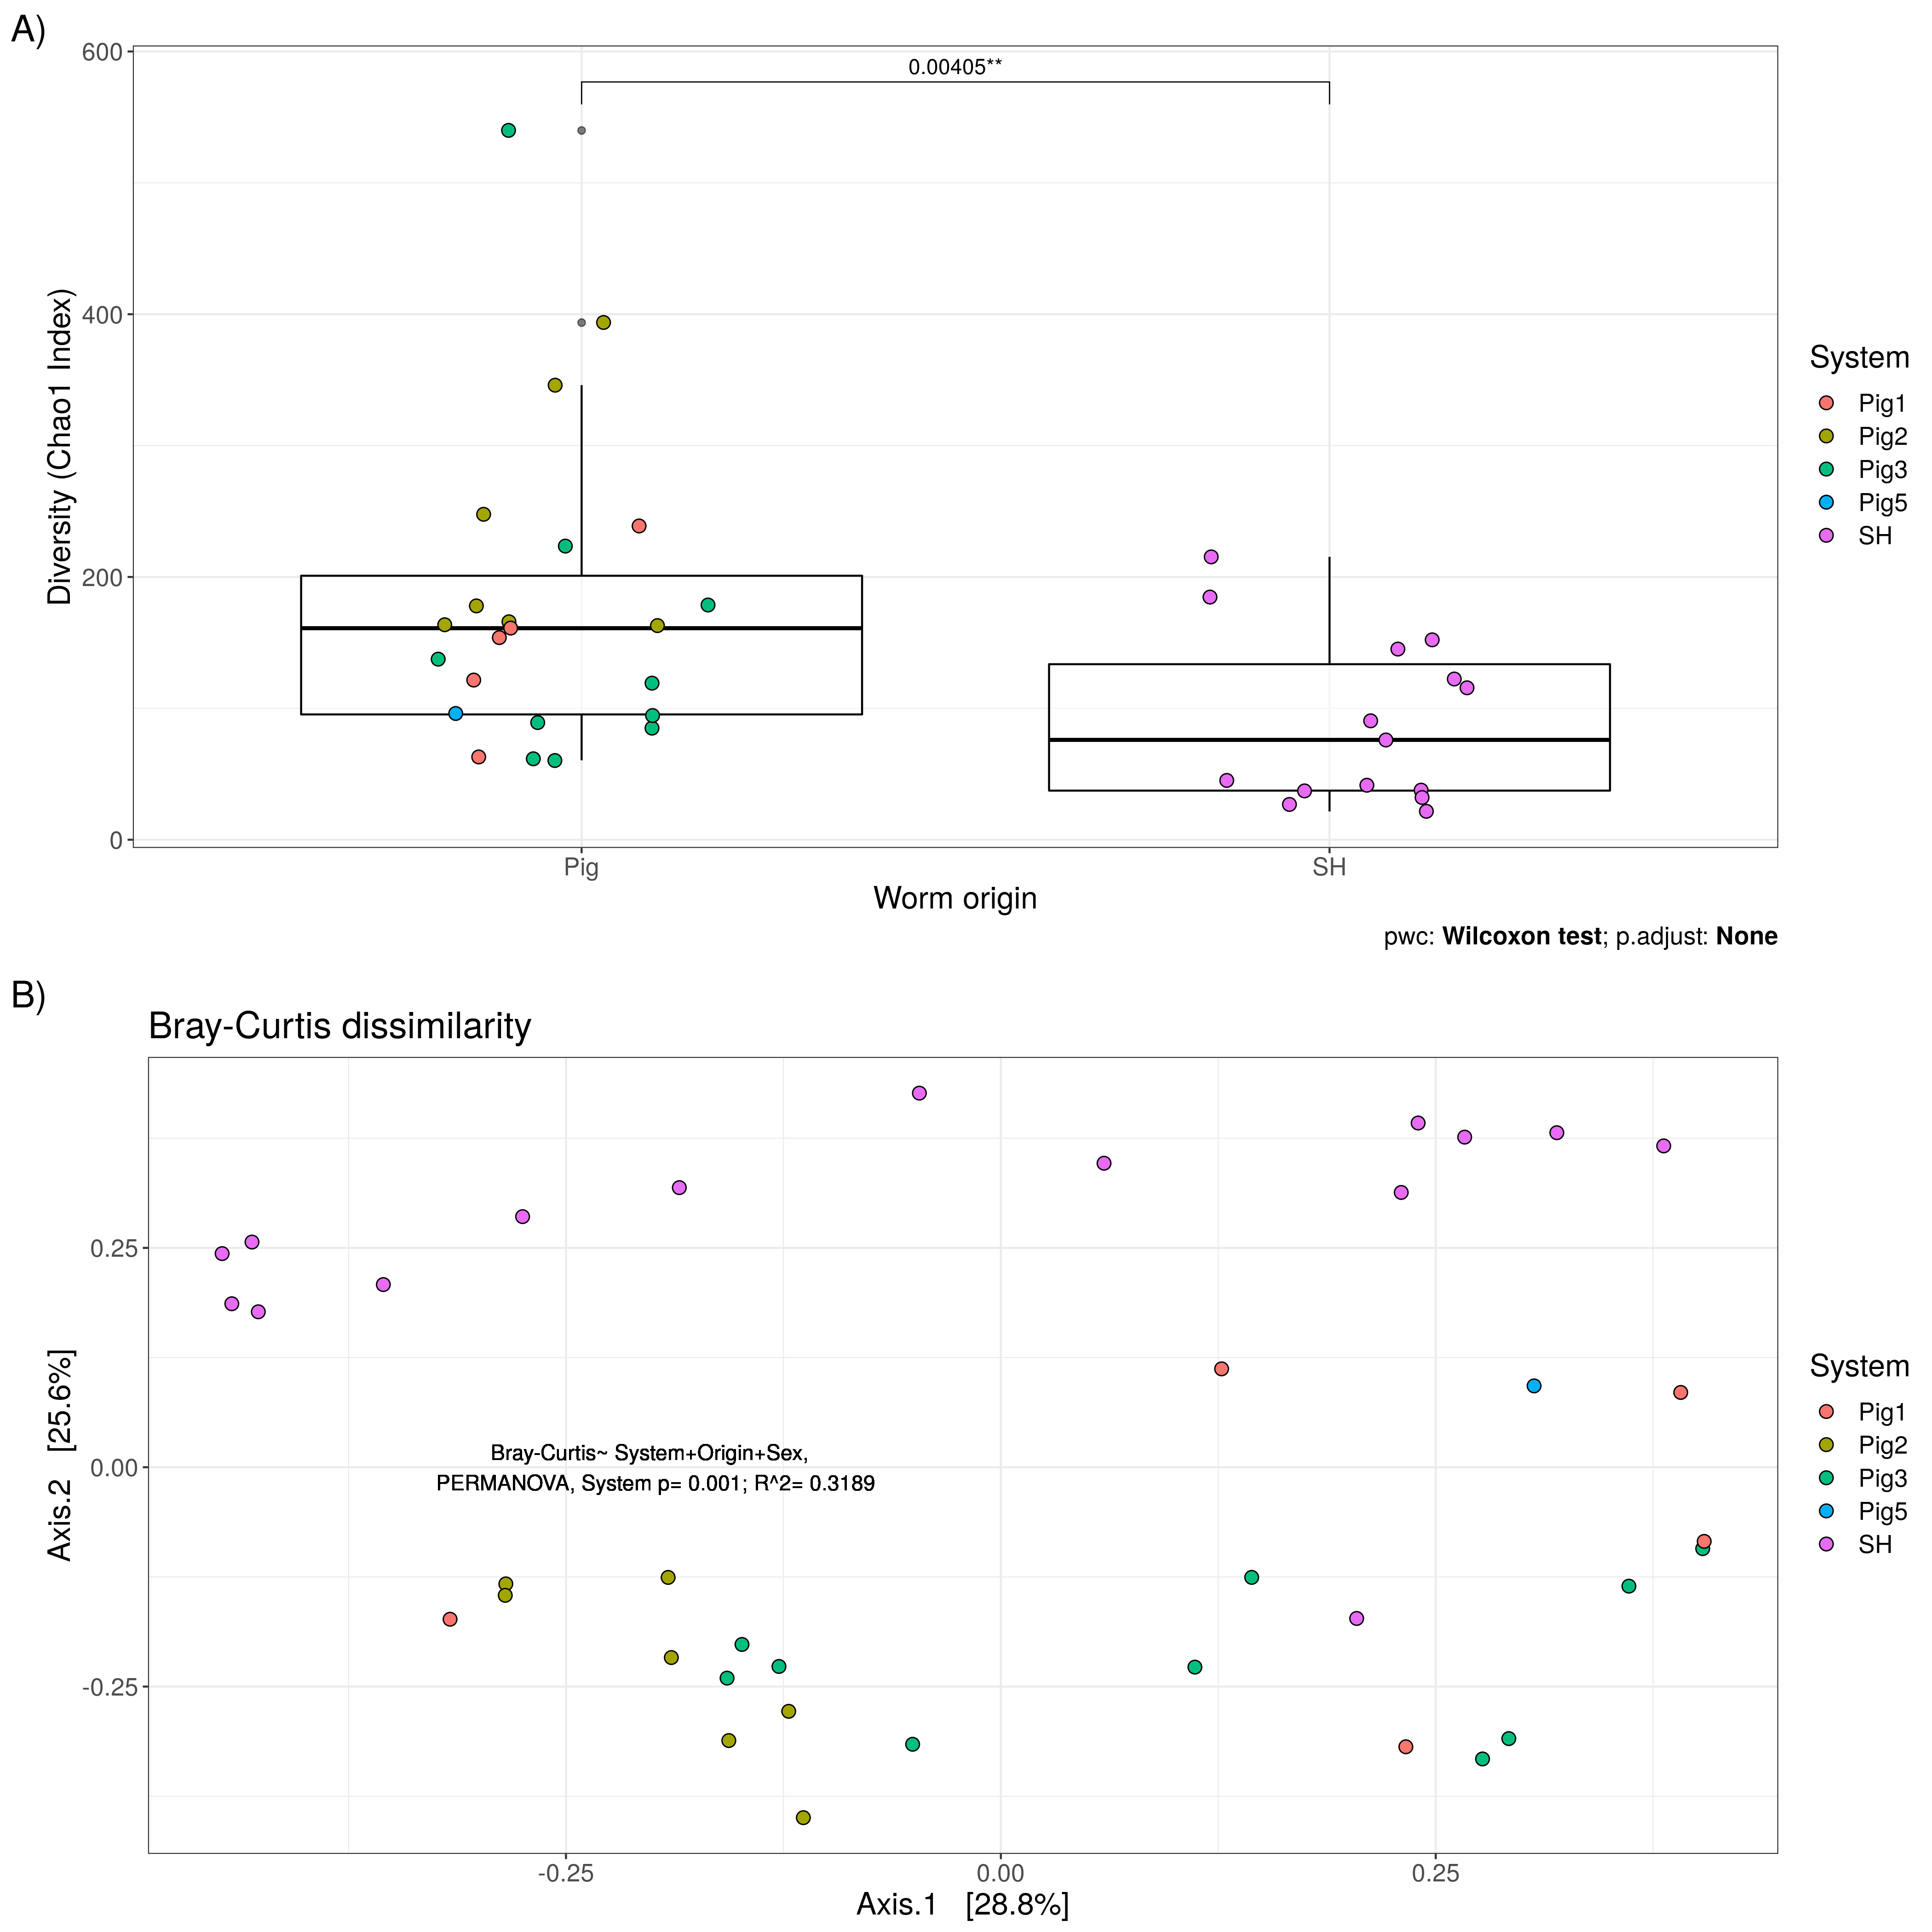 A)
600
400
200
0
Diversity (Chao1 Index)
0.00405**
Pig
SH
Worm origin
pwc: Wilcoxon test; p.adjust: None
System
Pig1
Pig2
Pig3
Pig5
SH
B)
Bray-Curtis dissimilarity
0.25
0.00
-0.25
Axis.2 [25.6%]
Bray-Curtis~ System+Origin+Sex,
PERMANOVA, System p= 0.001; R^2= 0.3189
-0.25
0.00
0.25
Axis.1 [28.8%]
System
Pig1
Pig2
Pig3
Pig5
SH